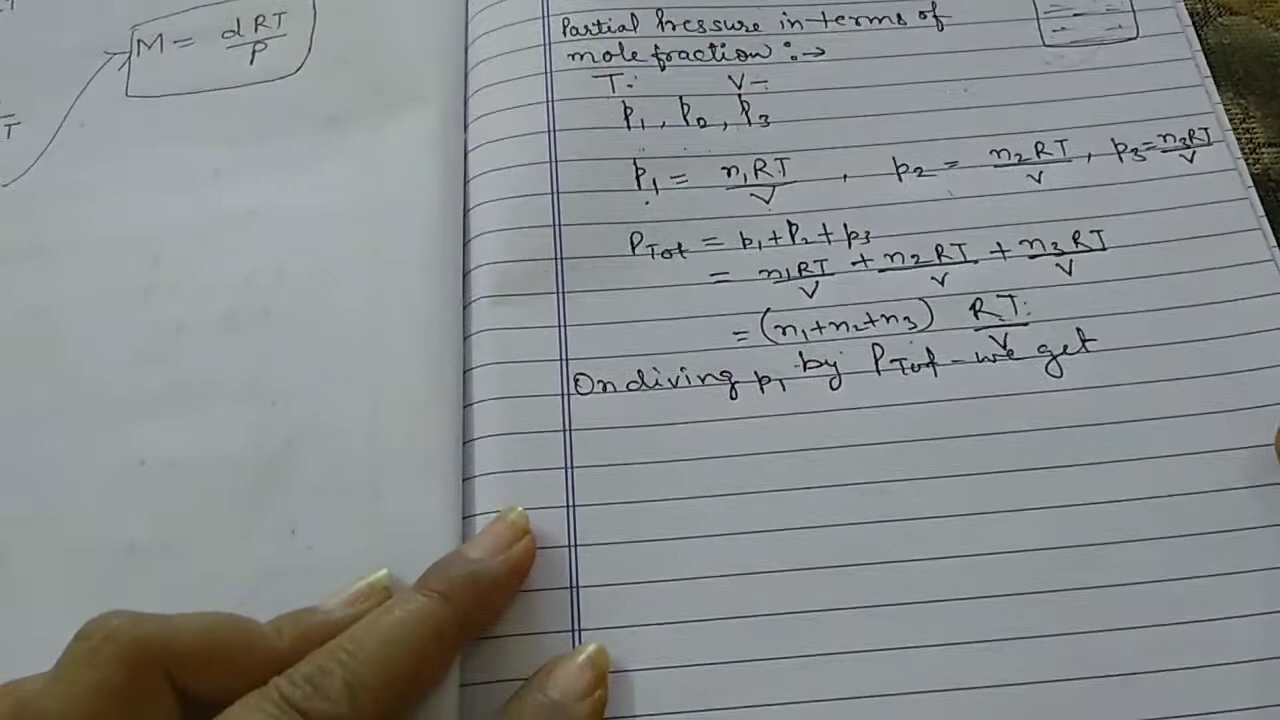 M = dRT/P
T
Partial Pressure in terms of
mole fraction :→
T: V-
p1, p2, p3
p1 = n1RT/V , p2 = n2RT/V , p3 = n3RT/V
PTot = p1+P2+p3
= n1RT/V + n2RT/V + n3RT/V
= (n1+n2+n3) RT/V
On diving p1 by PTot - we get